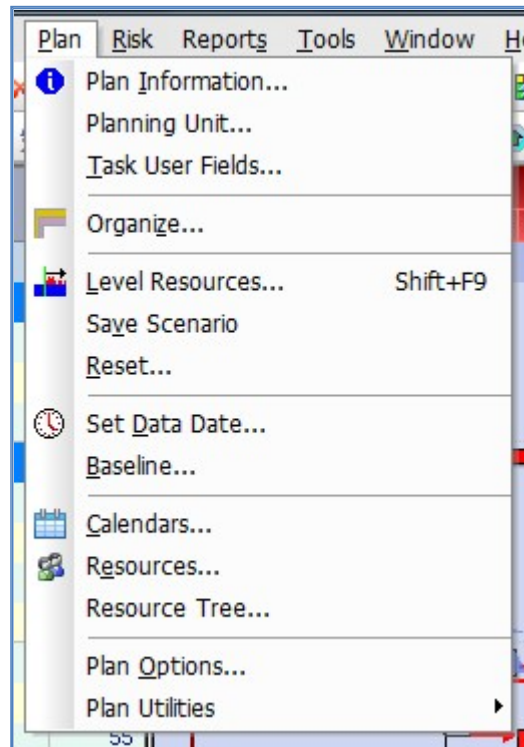 Plan Risk Reports Tools Window
Plan Information...
Planning Unit...
Task User Fields...
Organize...
Level Resources... Shift+F9
Save Scenario
Reset...
Set Data Date...
Baseline...
Calendars...
Resources...
Resource Tree...
Plan Options...
Plan Utilities
55